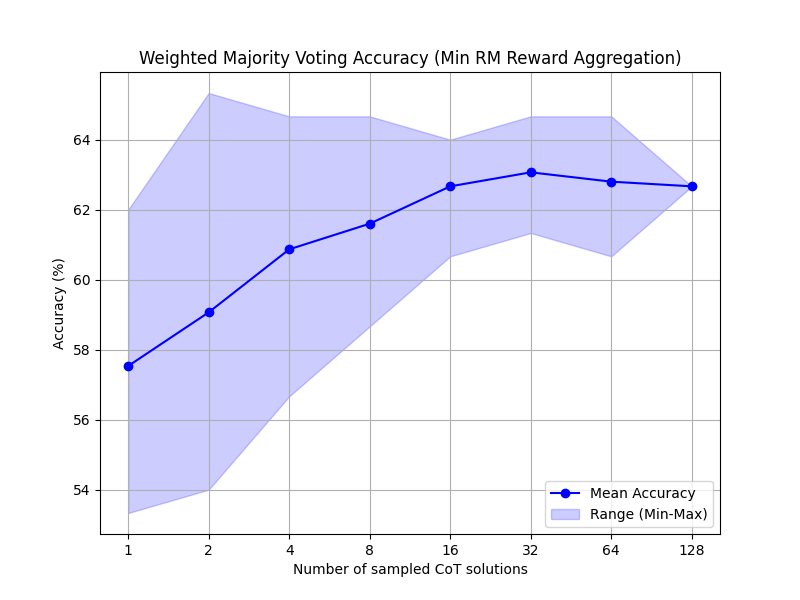 Weighted Majority Voting Accuracy (Min RM Reward Aggregation)
Accuracy (%)
64
62
60
58
56
54
1 2 4 8 16 32 64 128
Number of sampled CoT solutions
Mean Accuracy
Range (Min-Max)